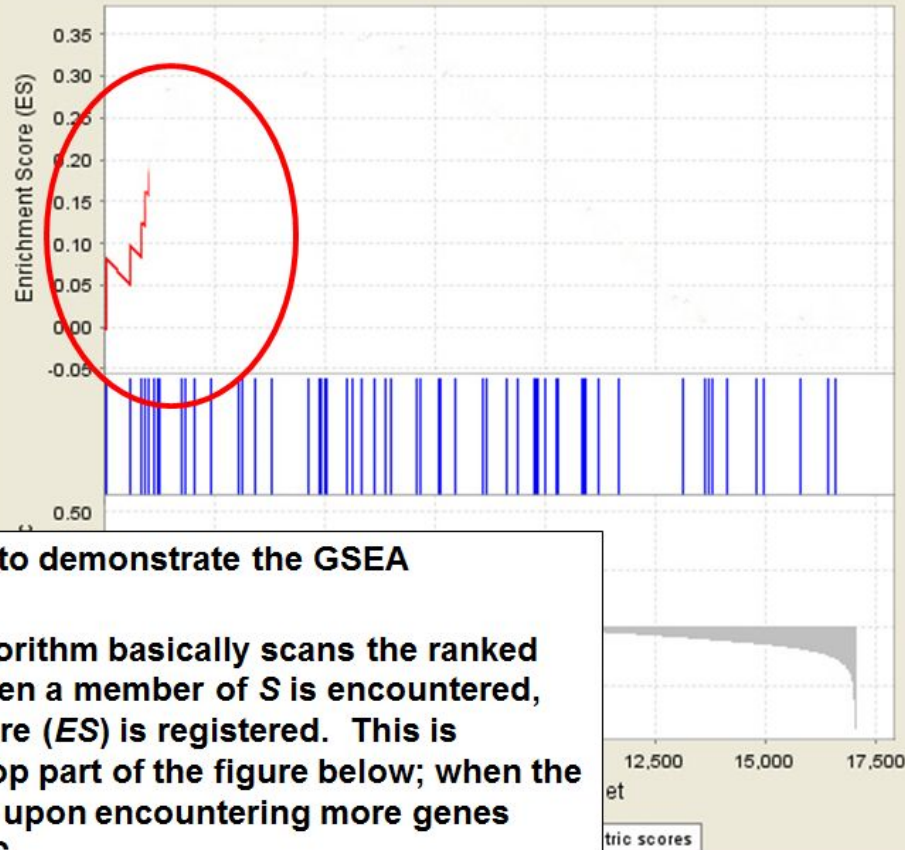 0.35
0.30
0.25
0.20
0.15
0.10
0.05
0.00
-0.05
Enrichment Score (ES)
0.50
to demonstrate the GSEA
orithm basically scans the ranked
en a member of S is encountered,
re (ES) is registered. This is
op part of the figure below; when the
upon encountering more genes
12,500 15,000 17,500
et
tric scores